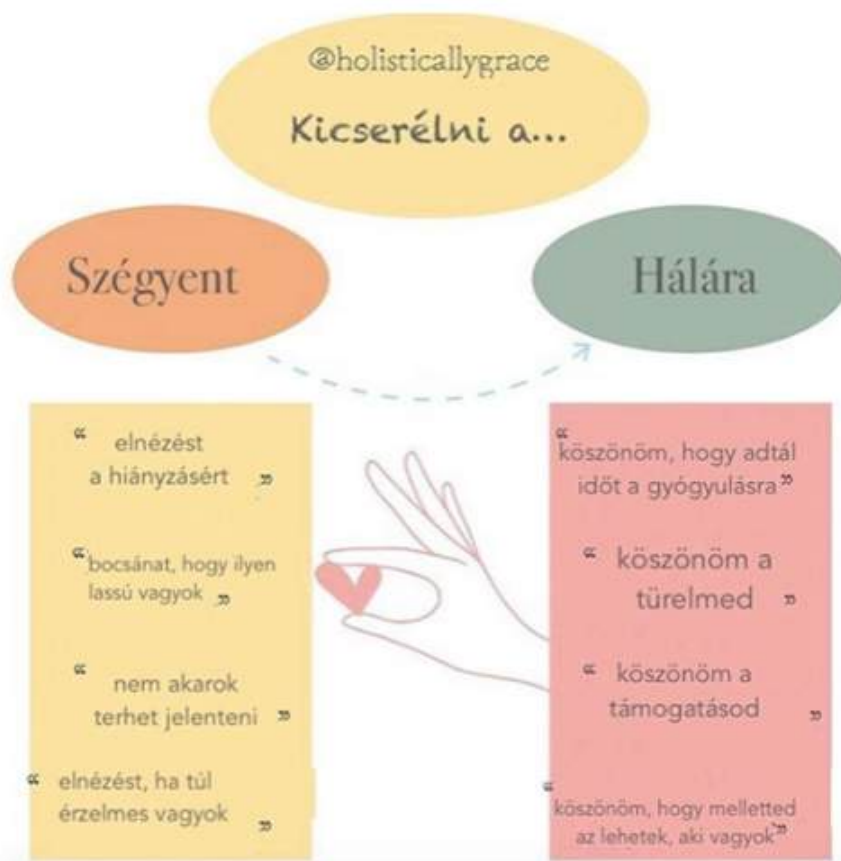 @holisticallygrace
Kicserélni a...
Szégyent
Hálára
“ elnézést
a hiányzásért ”
“ bocsánat, hogy ilyen
lassú vagyok ”
“ nem akarok
terhet jelenteni ”
“ elnézést, ha túl
érzelmes vagyok ”
“ köszönöm, hogy adtál
időt a gyógyulásra ”
“ köszönöm a
türelmed ”
“ köszönöm a
támogatásod ”
“ köszönöm, hogy melletted
az lehetek, aki vagyok ”